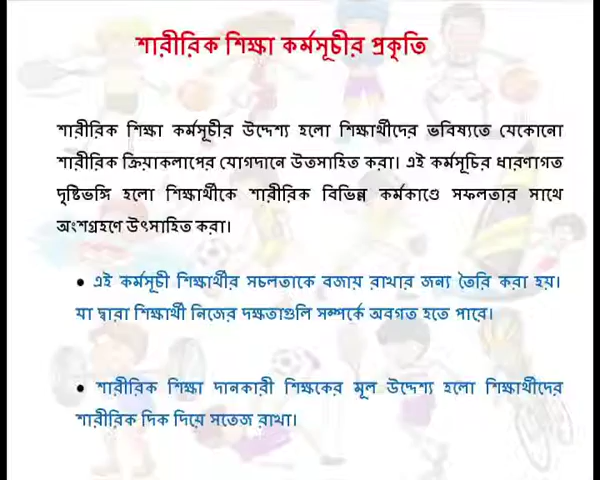 শারীরিক শিক্ষা কর্মসূচীর প্রকৃতি
শারীরিক শিক্ষা কর্মসূচীর উদ্দেশ্য হলো শিক্ষার্থীদের ভবিষ্যতে যেকোনো
শারীরিক ক্রিয়াকলাপের যোগদানে উতসাহিত করা। এই কর্মসূচির ধারণাগত
দৃষ্টিভঙ্গি হলো শিক্ষার্থীকে শারীরিক বিভিন্ন কর্মকাণ্ডে সফলতার সাথে
অংশগ্রহণে উৎসাহিত করা।
● এই কর্মসূচী শিক্ষার্থীর সচলতাকে বজায় রাখার জন্য তৈরি করা হয়।
যা দ্বারা শিক্ষার্থী নিজের দক্ষতাগুলি সম্পর্কে অবগত হতে পারে।
● শারীরিক শিক্ষা দানকারী শিক্ষকের মূল উদ্দেশ্য হলো শিক্ষার্থীদের
শারীরিক দিক দিয়ে সতেজ রাখা।